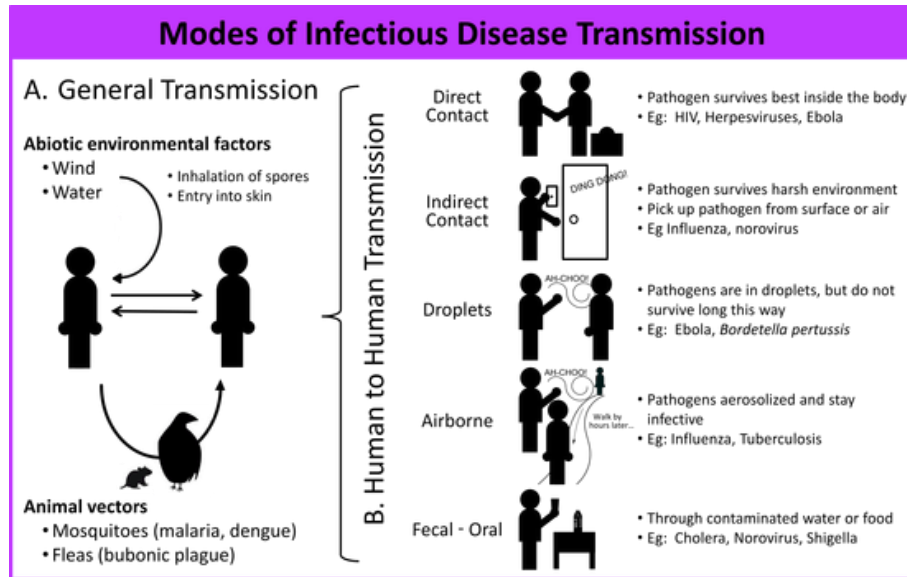 Modes of Infectious Disease Transmission
A. General Transmission
Abiotic environmental factors
• Wind
• Water
• Inhalation of spores
• Entry into skin
Animal vectors
• Mosquitoes (malaria, dengue)
• Fleas (bubonic plague)
B. Human to Human Transmission
Direct
Contact
• Pathogen survives best inside the body
• Eg: HIV, Herpesviruses, Ebola
Indirect
Contact
DING DONG!
• Pathogen survives harsh environment
• Pick up pathogen from surface or air
• Eg Influenza, norovirus
Droplets
AH-CHOO!
• Pathogens are in droplets, but do not
survive long this way
• Eg: Ebola, Bordetella pertussis
Airborne
AH-CHOO!
Walk by
hours later...
• Pathogens aerosolized and stay
infective
• Eg: Influenza, Tuberculosis
Fecal - Oral
• Through contaminated water or food
• Eg: Cholera, Norovirus, Shigella